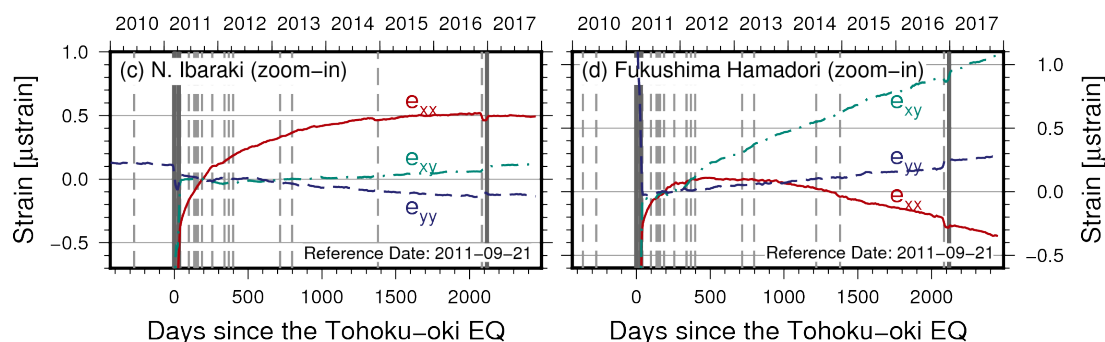 2010 2011 2012 2013 2014 2015 2016 2017
2010 2011 2012 2013 2014 2015 2016 2017
(c) N. Ibaraki (zoom−in)
(d) Fukushima Hamadori (zoom−in)
1.0
0.5
0.0
−0.5
Strain [µstrain]
exx
exy
eyy
Reference Date: 2011−09−21
0 500 1000 1500 2000
Days since the Tohoku−oki EQ
exy
eyy
exx
Reference Date: 2011−09−21
1.0
0.5
0.0
−0.5
Strain [µstrain]
0 500 1000 1500 2000
Days since the Tohoku−oki EQ